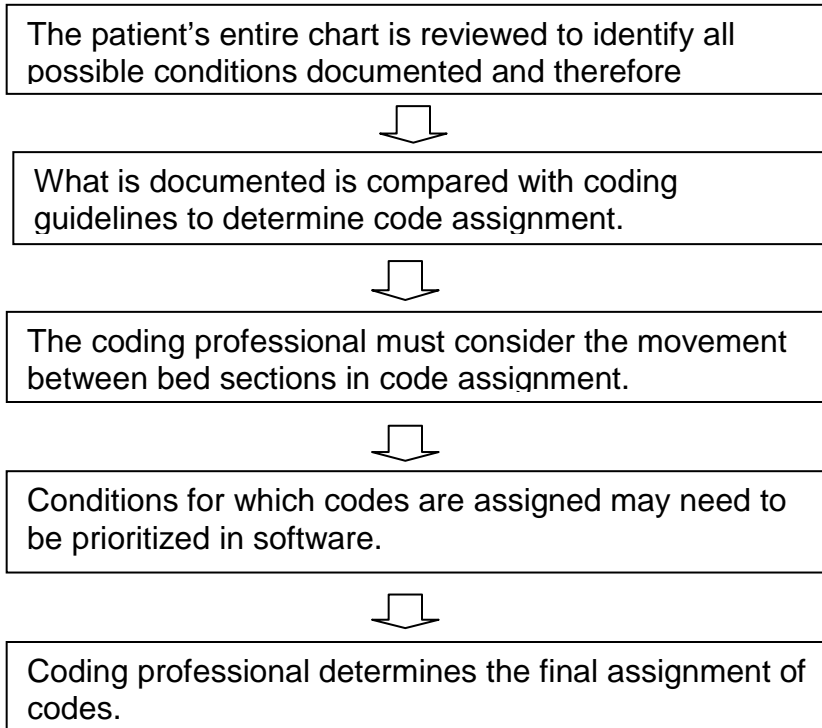 The patient’s entire chart is reviewed to identify all
possible conditions documented and therefore
What is documented is compared with coding
guidelines to determine code assignment.
The coding professional must consider the movement
between bed sections in code assignment.
Conditions for which codes are assigned may need to
be prioritized in software.
Coding professional determines the final assignment of
codes.